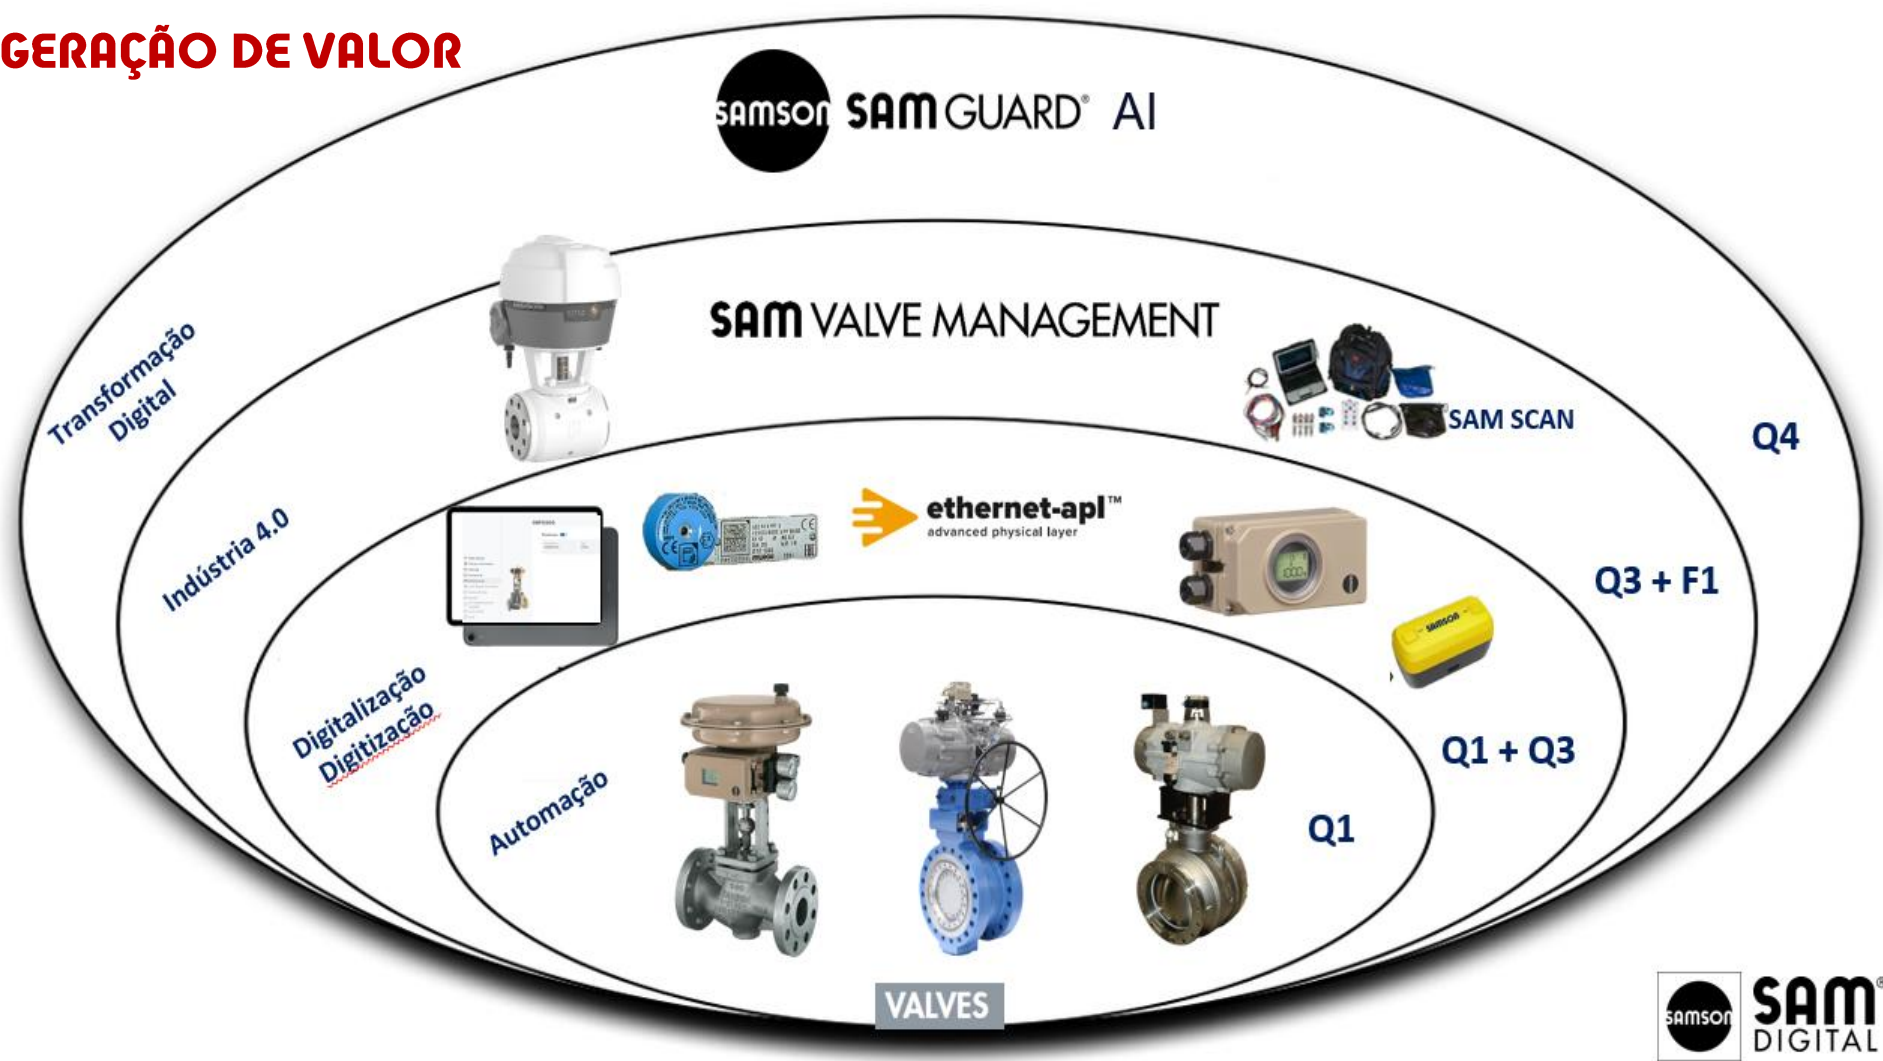 GERAÇÃO DE VALOR
SAMSON SAM GUARD® AI
SAM VALVE MANAGEMENT
SAM SCAN
Transformação
Digital
Q4
Indústria 4.0
ethernet-apl™
advanced physical layer
Q3 + F1
SAMSON
Digitalização
Digitização
Q1 + Q3
Automação
Q1
VALVES
SAMSON SAM®
DIGITAL